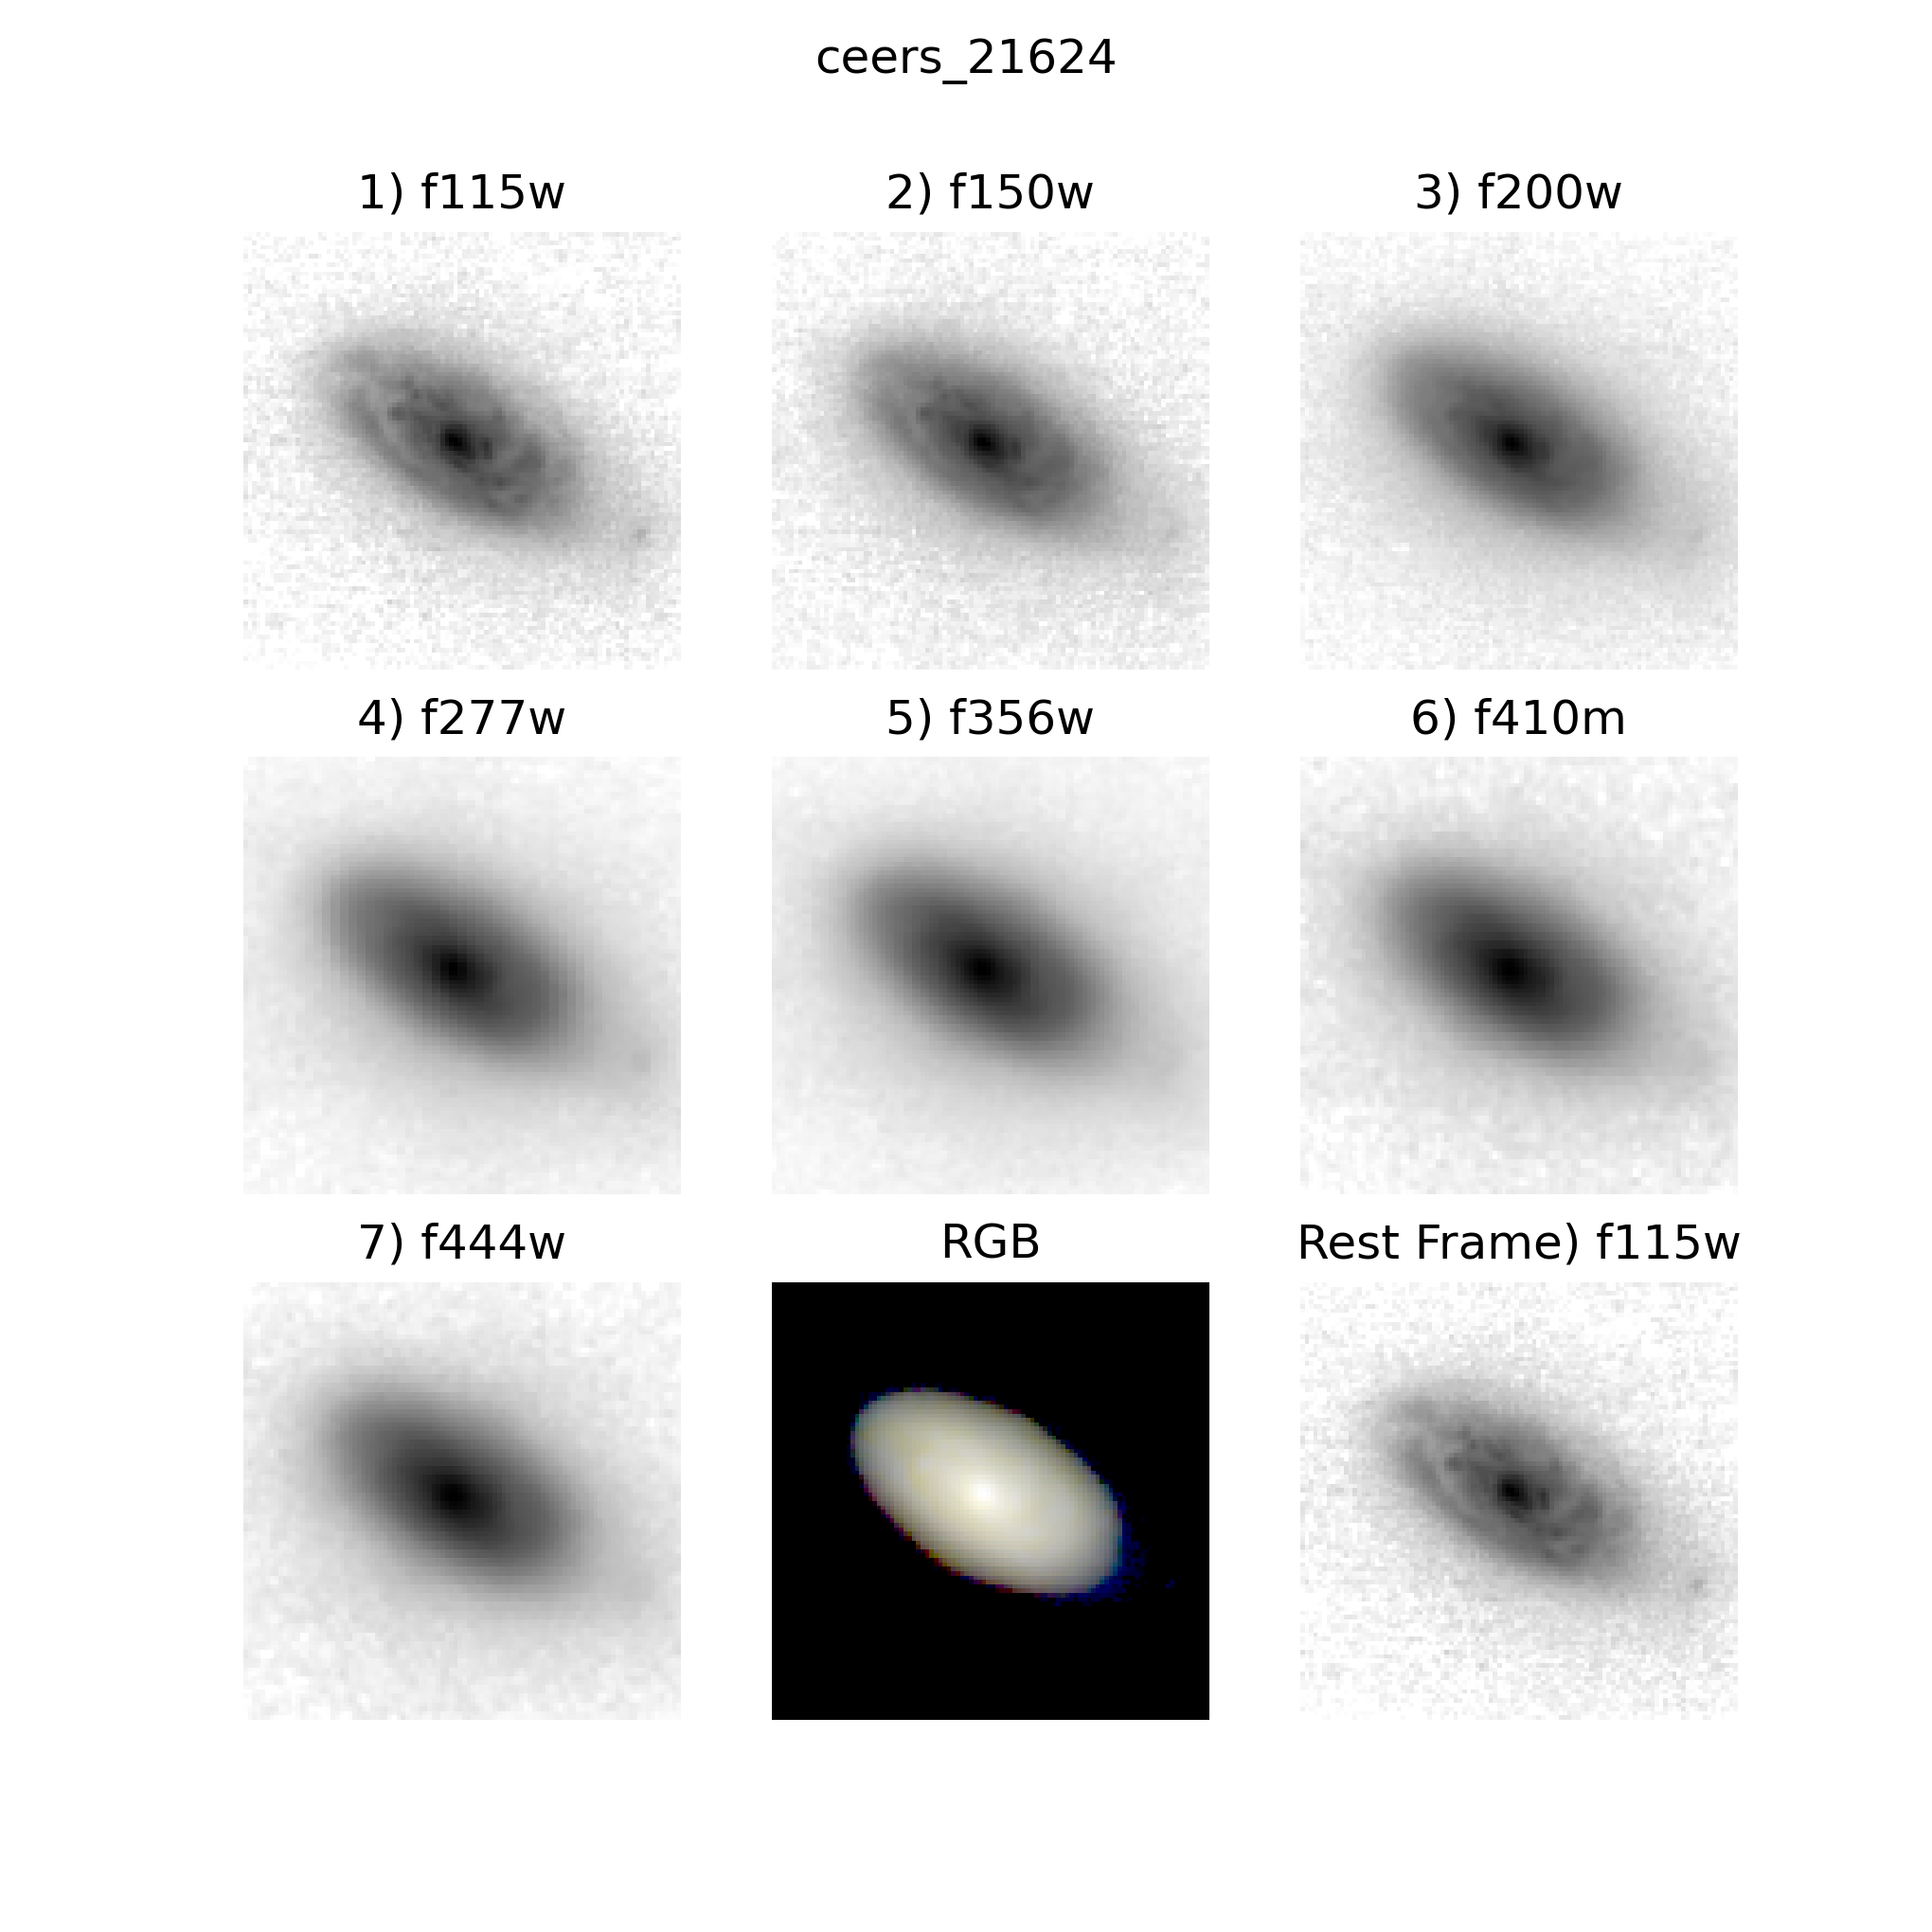 ceers_21624
1) f115w
2) f150w
3) f200w
4) f277w
5) f356w
6) f410m
7) f444w
RGB
Rest Frame) f115w